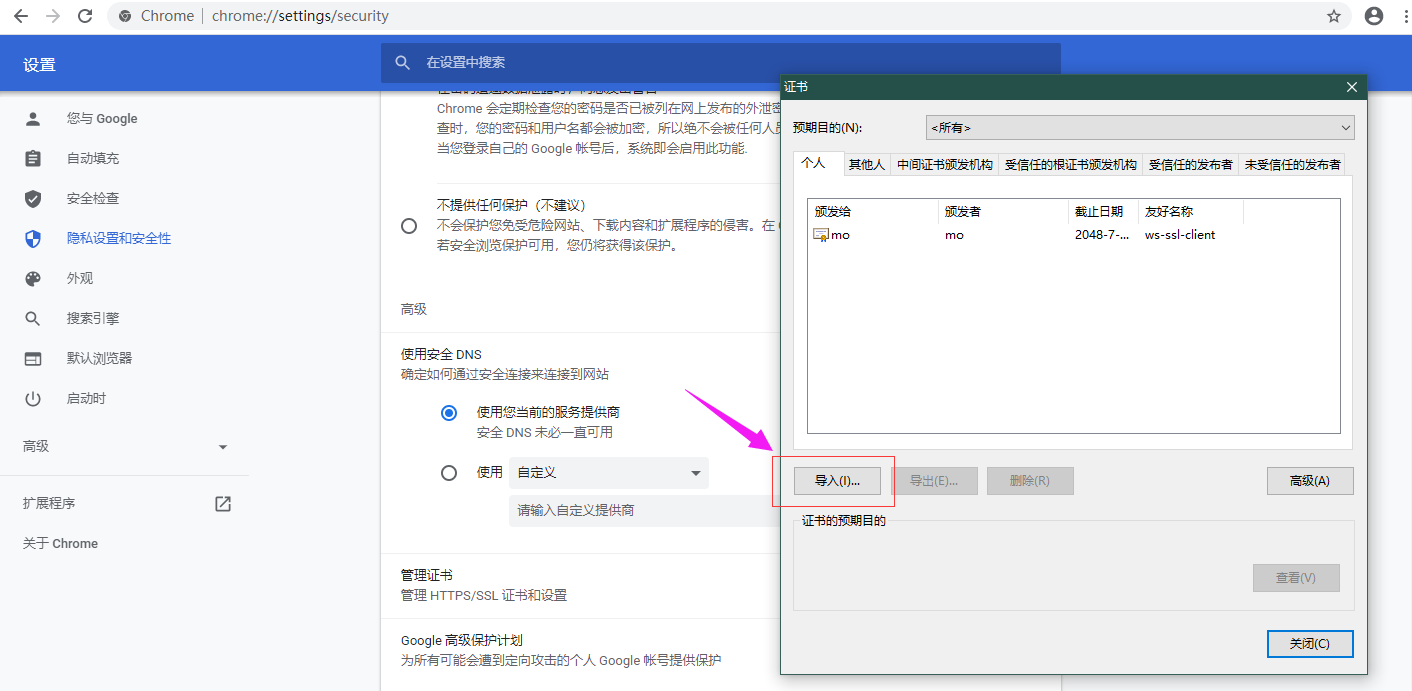 Chrome | chrome://settings/security
设置
在设置中搜索
您与 Google
自动填充
安全检查
隐私设置和安全性
外观
搜索引擎
默认浏览器
启动时
高级
扩展程序
关于 Chrome
Chrome 会定期检查您的密码是否已被列在网上发布的外泄密
查时，您的密码和用户名都会被加密，所以绝不会被任何人员
当您登录自己的 Google 帐号后，系统即会启用此功能.
不提供任何保护（不建议）
不会保护您免受危险网站、下载内容和扩展程序的侵害。在
若安全浏览保护可用，您仍将获得该保护。
高级
使用安全 DNS
确定如何通过安全连接来连接到网站
使用您当前的服务提供商
安全 DNS 未必一直可用
使用 自定义
请输入自定义提供商
管理证书
管理 HTTPS/SSL 证书和设置
Google 高级保护计划
为所有可能会遭到定向攻击的个人 Google 帐号提供保护
证书
预期目的(N): <所有>
个人 其他人 中间证书颁发机构 受信任的根证书颁发机构 受信任的发布者 未受信任的发布者
颁发给 颁发者 截止日期 友好名称
mo mo 2048-7-... ws-ssl-client
导入(I)... 导出(E)... 删除(R) 高级(A)
证书的预期目的
查看(V)
关闭(C)